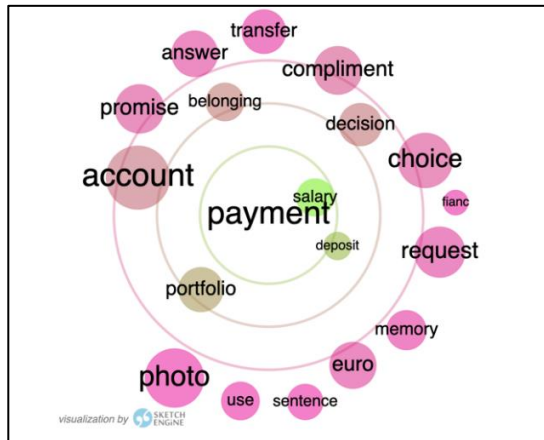 transfer
answer
compliment
promise
belonging
decision
choice
account
salary
fianc
payment
deposit
request
portfolio
memory
euro
photo
use
sentence
visualization by SKETCH
ENGINE